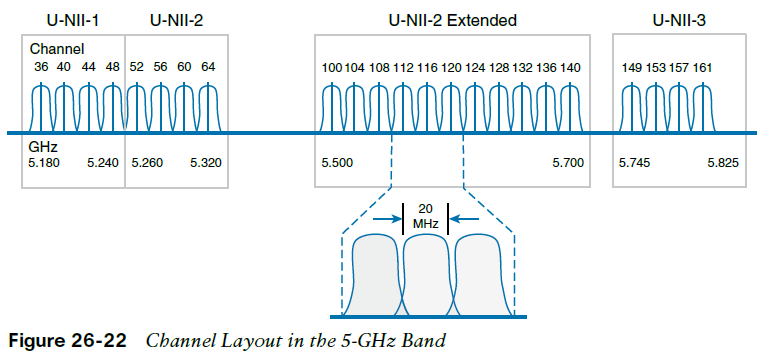 U-NII-1 U-NII-2 U-NII-2 Extended U-NII-3
Channel
36 40 44 48 52 56 60 64 100 104 108 112 116 120 124 128 132 136 140 149 153 157 161
GHz
5.180 5.240 5.260 5.320 5.500 5.700 5.745 5.825
20
MHz
Figure 26-22 Channel Layout in the 5-GHz Band